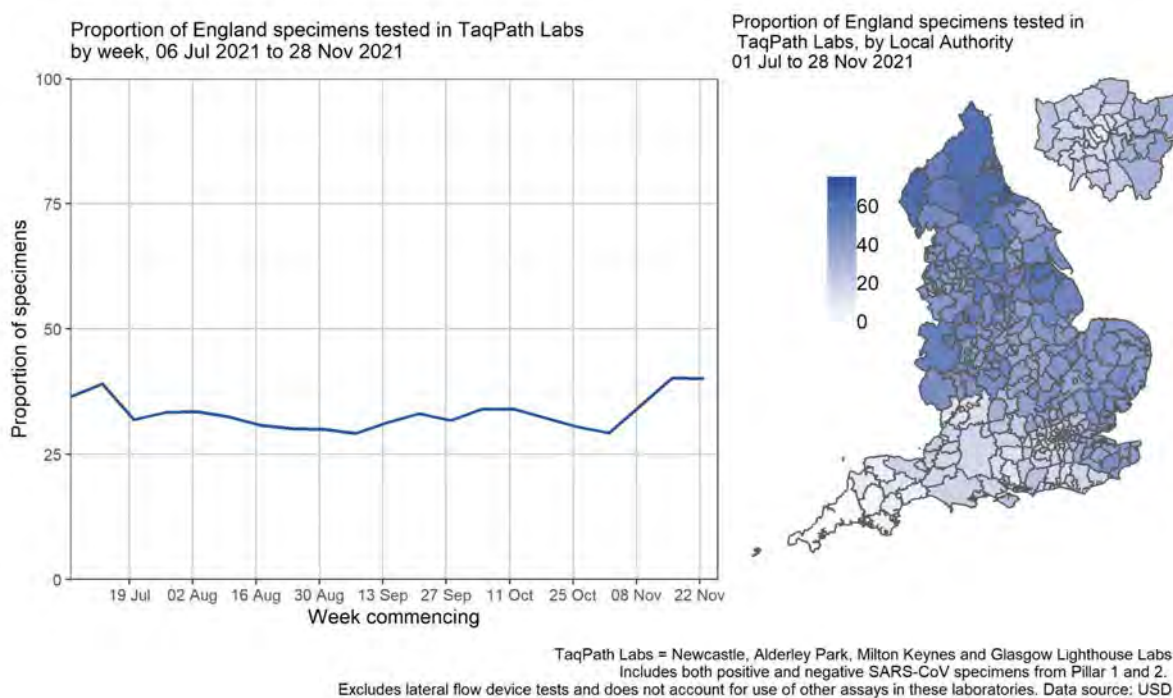 Proportion of England specimens tested in TaqPath Labs
by week, 06 Jul 2021 to 28 Nov 2021
100
75
50
25
0
Proportion of specimens
19 Jul 02 Aug 16 Aug 30 Aug 13 Sep 27 Sep 11 Oct 25 Oct 08 Nov 22 Nov
Week commencing
Proportion of England specimens tested in
TaqPath Labs, by Local Authority
01 Jul to 28 Nov 2021
60
40
20
0
TaqPath Labs = Newcastle, Alderley Park, Milton Keynes and Glasgow Lighthouse Labs
Includes both positive and negative SARS-CoV specimens from Pillar 1 and 2.
Excludes lateral flow device tests and does not account for use of other assays in these laboratories. Data source: USD